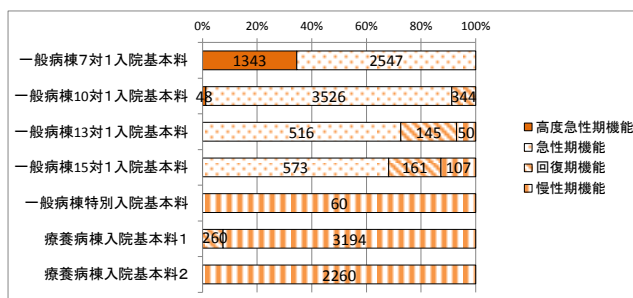 0% 20% 40% 60% 80% 100%
一般病棟7対1入院基本料 1343 2547
一般病棟10対1入院基本料 48 3526 344
一般病棟13対1入院基本料 516 145 50
一般病棟15対1入院基本料 573 161 107
一般病棟特別入院基本料 60
療養病棟入院基本料1 260 3194
療養病棟入院基本料2 2260
高度急性期機能
急性期機能
回復期機能
慢性期機能